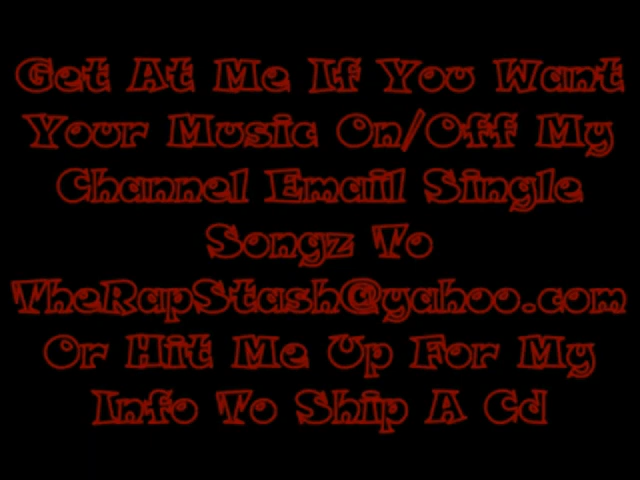 Get At Me If You Want
Your Music On/Off My
Channel Email Single
Songz To
TheRapStash@yahoo.com
Or Hit Me Up For My
Info To Ship A Cd